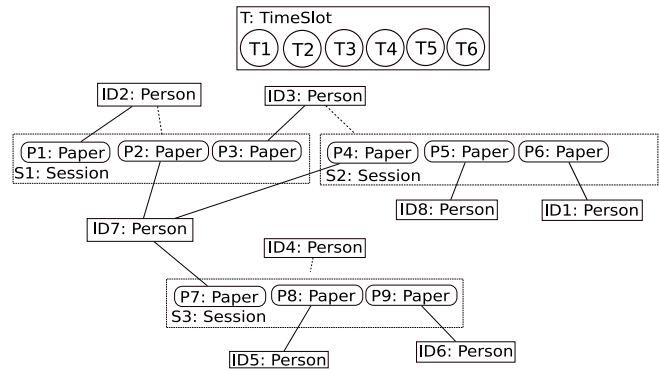 T: TimeSlot
T1 T2 T3 T4 T5 T6
ID2: Person
ID3: Person
P1: Paper P2: Paper P3: Paper
S1: Session
P4: Paper P5: Paper P6: Paper
S2: Session
ID8: Person
ID1: Person
ID7: Person
ID4: Person
P7: Paper P8: Paper P9: Paper
S3: Session
ID5: Person
ID6: Person